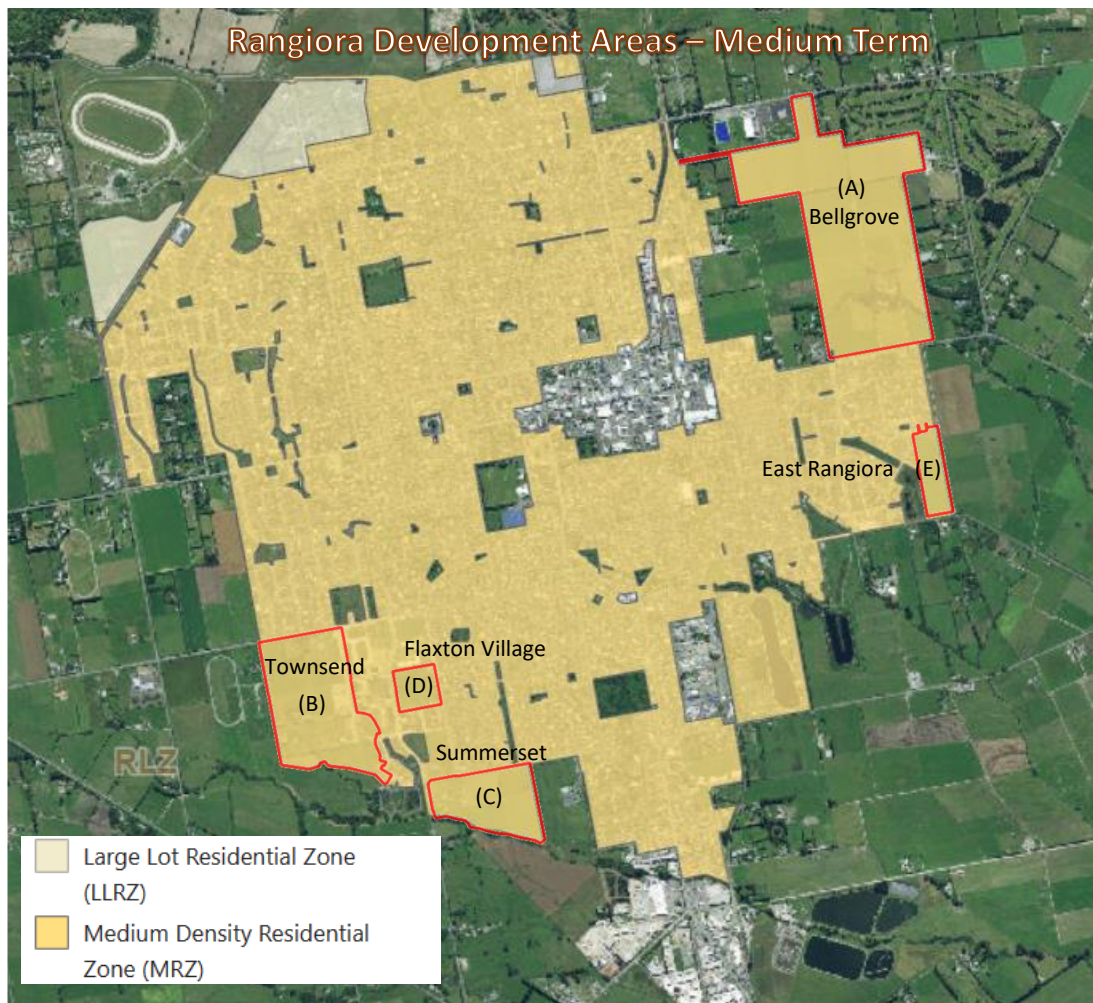 Rangiora Development Areas – Medium Term
(A)
Bellgrove
East Rangiora
(E)
Flaxton Village
Townsend
(D)
(B)
Summerset
RLZ
(C)
Large Lot Residential Zone
(LLRZ)
Medium Density Residential
Zone (MRZ)